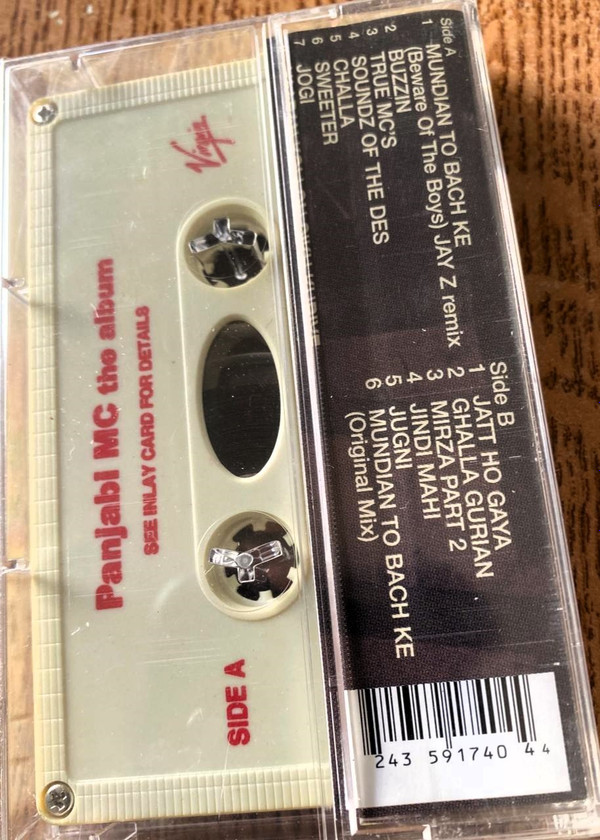 Virgin
Panjabi MC the album
SEE INLAY CARD FOR DETAILS
SIDE A
Side A
1 MUNDIAN TO BACH KE
(Beware Of The Boys) JAY Z remix
2 BUZZIN
3 TRUE MC'S
4 SOUNDZ OF THE DES
5 CHALLA
6 SWEETER
7 JOGI
Side B
1 JATT HO GAYA
2 GHALLA GURIAN
3 MIRZA PART 2
4 JINDI MAHI
5 JUGNI
6 MUNDIAN TO BACH KE
(Original Mix)
243 591740 44